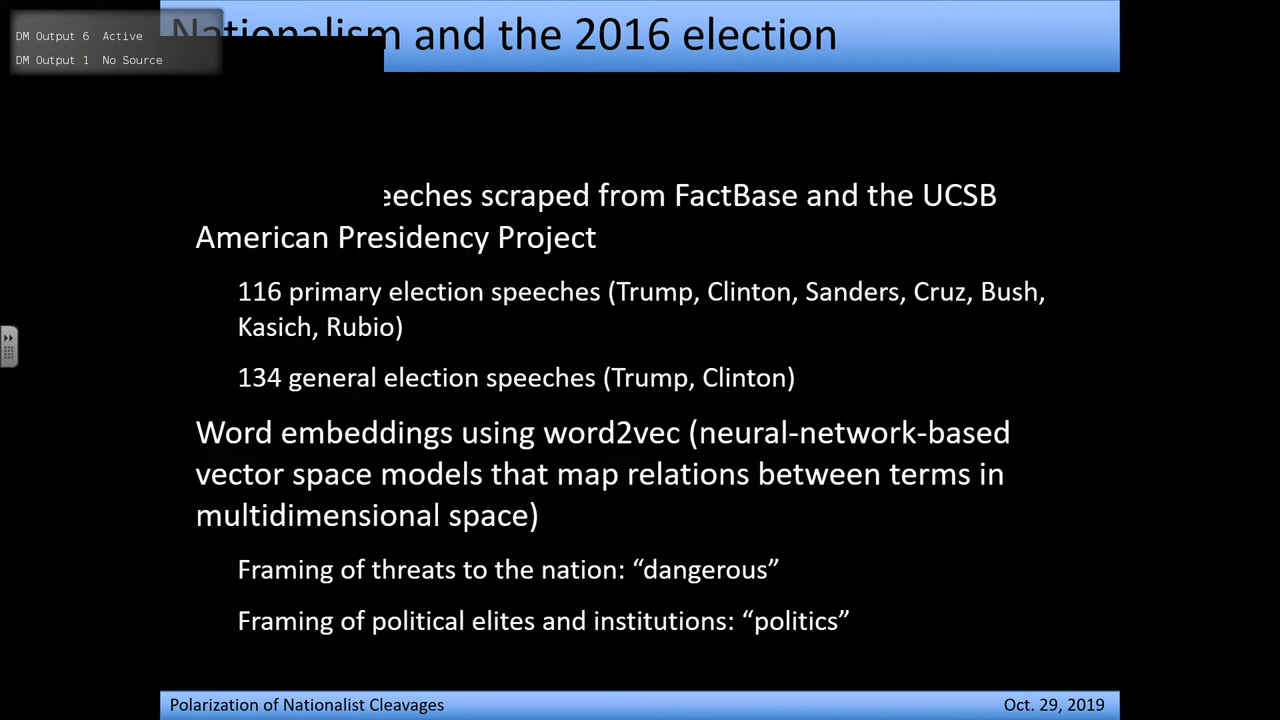 DM Output 6 Active
DM Output 1 No Source
Nationalism and the 2016 election
eeches scraped from FactBase and the UCSB
American Presidency Project
116 primary election speeches (Trump, Clinton, Sanders, Cruz, Bush,
Kasich, Rubio)
134 general election speeches (Trump, Clinton)
Word embeddings using word2vec (neural-network-based
vector space models that map relations between terms in
multidimensional space)
Framing of threats to the nation: “dangerous”
Framing of political elites and institutions: “politics”
Polarization of Nationalist Cleavages
Oct. 29, 2019